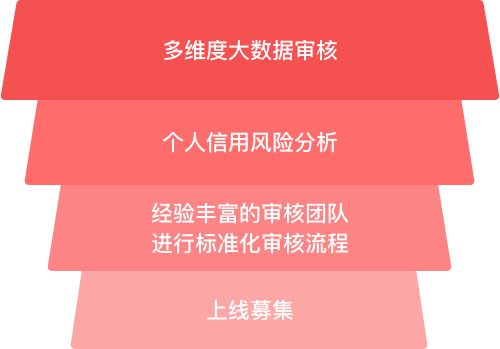 多维度大数据审核
个人信用风险分析
经验丰富的审核团队
进行标准化审核流程
上线募集